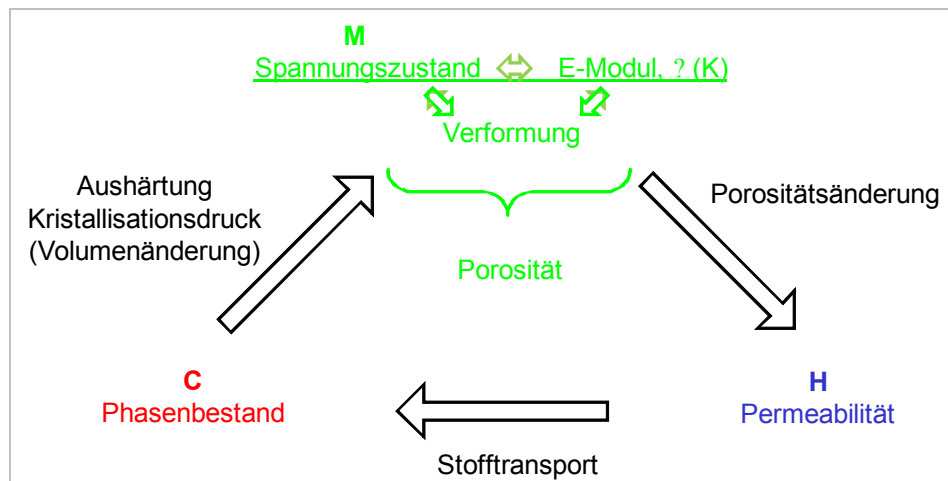 M
Spannungszustand E-Modul, ? (K)
Verformung
Aushärtung
Kristallisationsdruck
(Volumenänderung)
Porositätsänderung
Porosität
C
Phasenbestand
H
Permeabilität
Stofftransport